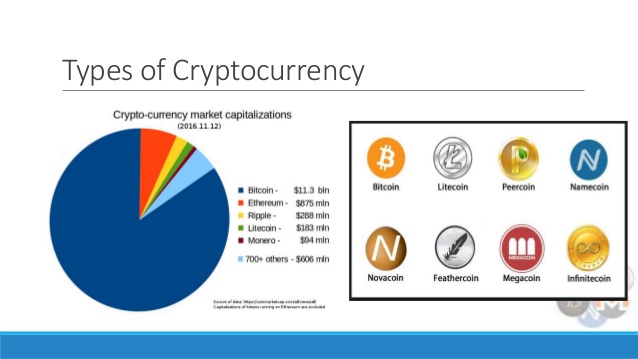 Types of Cryptocurrency
Crypto-currency market capitalizations
(2016.11.12)
Bitcoin - $11.3 bln
Ethereum - $875 mln
Ripple - $288 mln
Litecoin - $183 mln
Monero - $94 mln
700+ others - $606 mln
Source of data: https://coinmarketcap.com/all/views/all/
Capitalisations of tokens running on Ethereum are excluded
Bitcoin Litecoin Peercoin Namecoin
MEGACOIN
Novacoin Feathercoin Megacoin Infinitecoin